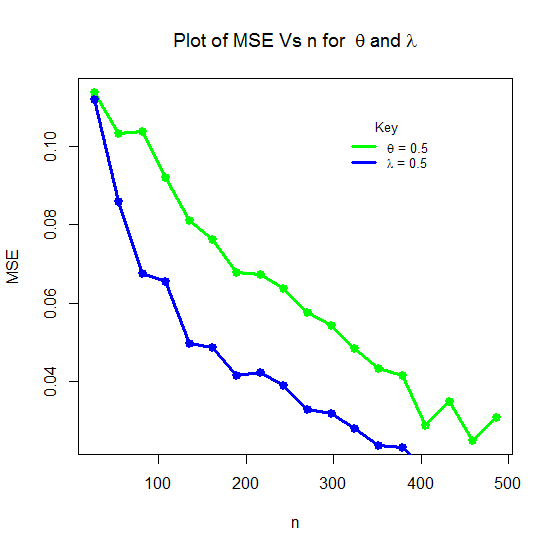 Plot of MSE Vs n for θ and λ
Key
θ = 0.5
λ = 0.5
MSE
0.10
0.08
0.06
0.04
100 200 300 400 500
n